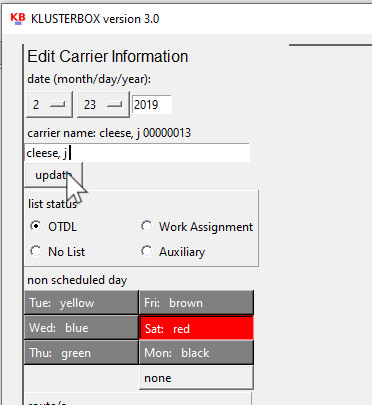 KB KLUSTERBOX version 3.0
Edit Carrier Information
date (month/day/year):
2 23 2019
carrier name: cleese, j 00000013
cleese, j
update
list status
OTDL Work Assignment
No List Auxiliary
non scheduled day
Tue: yellow Fri: brown
Wed: blue Sat: red
Thu: green Mon: black
none